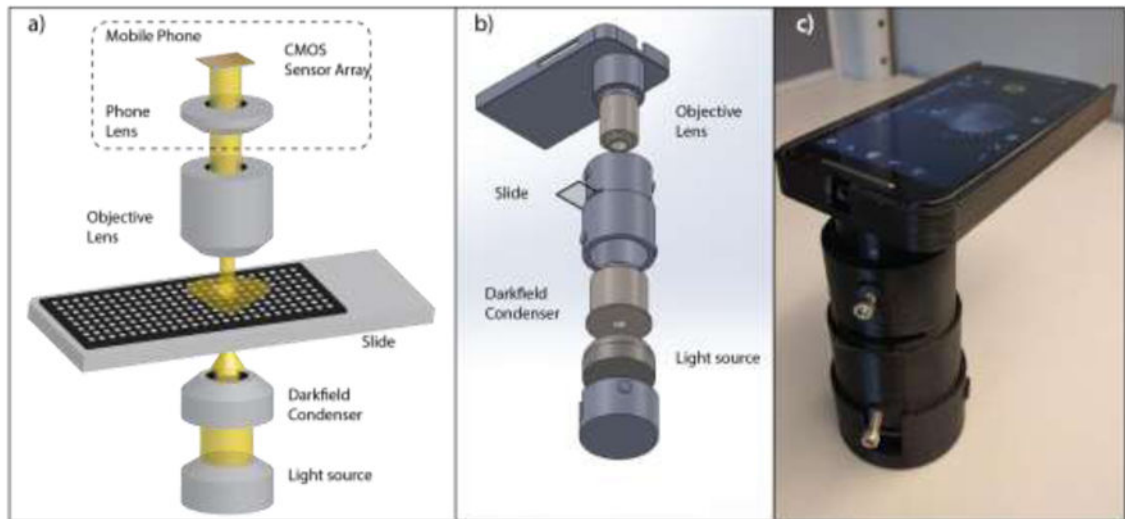 a)
Mobile Phone
CMOS
Sensor Array
Phone
Lens
Objective
Lens
Slide
Darkfield
Condenser
Light source
b)
Objective
Lens
Slide
Darkfield
Condenser
Light source
c)